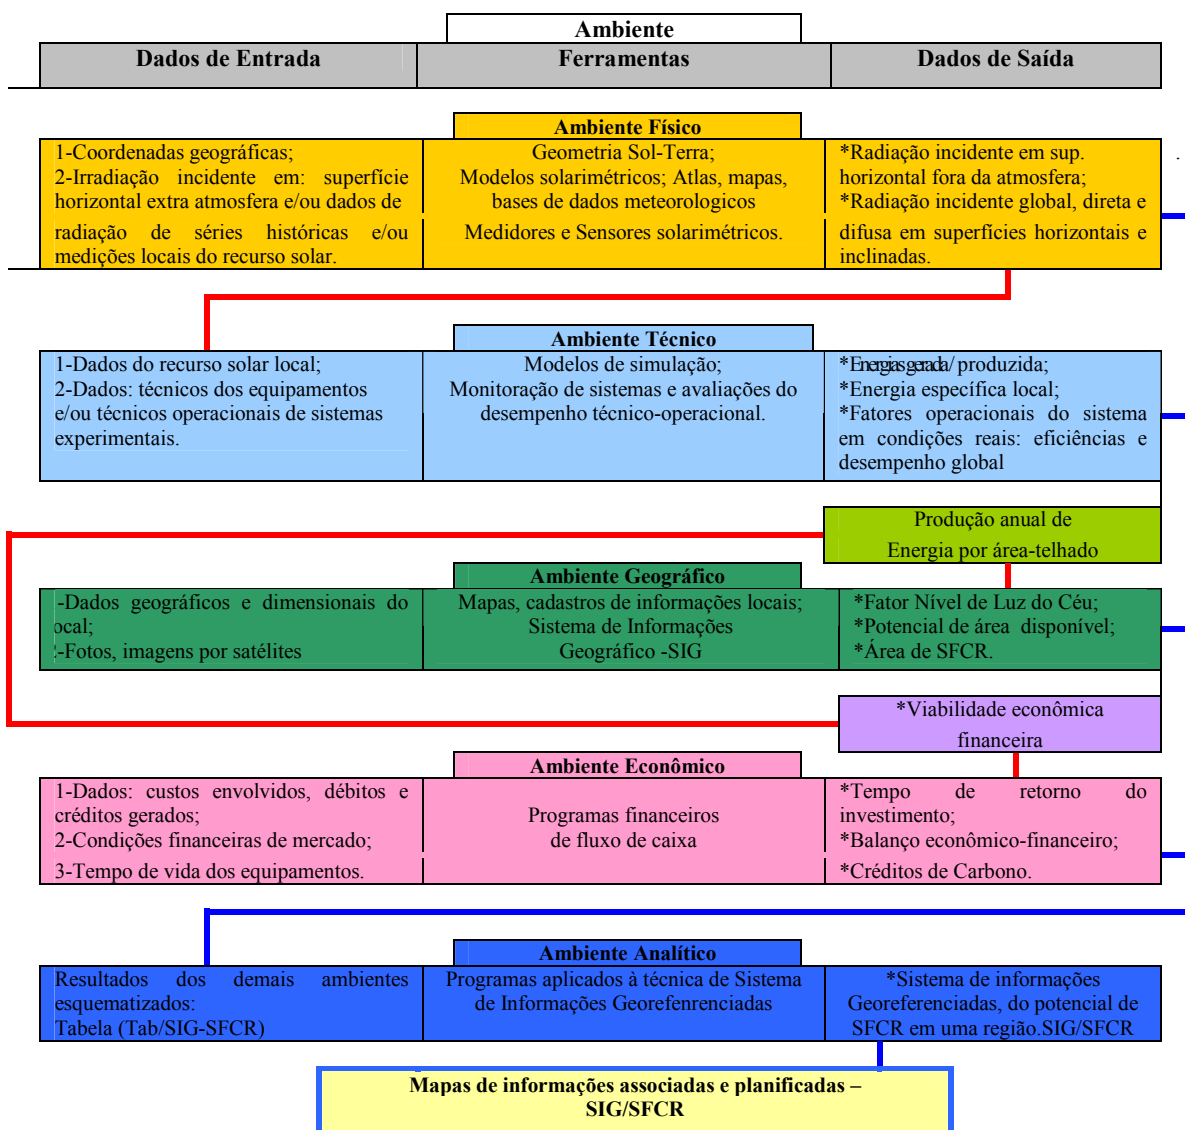 Ambiente
Dados de Entrada
Ferramentas
Dados de Saída
Ambiente Físico
1-Coordenadas geográficas;
2-Irradiação incidente em: superfície
horizontal extra atmosfera e/ou dados de
radiação de séries históricas e/ou
medições locais do recurso solar.
Geometria Sol-Terra;
Modelos solarimétricos; Atlas, mapas,
bases de dados meteorologicos
Medidores e Sensores solarimétricos.
*Radiação incidente em sup.
horizontal fora da atmosfera;
*Radiação incidente global, direta e
difusa em superfícies horizontais e
inclinadas.
Ambiente Técnico
1-Dados do recurso solar local;
2-Dados: técnicos dos equipamentos
e/ou técnicos operacionais de sistemas
experimentais.
Modelos de simulação;
Monitoração de sistemas e avaliações do
desempenho técnico-operacional.
/produzida;
*Energia específica local;
*Fatores operacionais do sistema
em condições reais: eficiências e
desempenho global
Produção anual de
Energia por área-telhado
Ambiente Geográfico
-Dados geográficos e dimensionais do
ocal;
-Fotos, imagens por satélites
Mapas, cadastros de informações locais;
Sistema de Informações
Geográfico -SIG
*Fator Nível de Luz do Céu;
*Potencial de área disponível;
*Área de SFCR.
*Viabilidade econômica
financeira
Ambiente Econômico
1-Dados: custos envolvidos, débitos e
créditos gerados;
2-Condições financeiras de mercado;
3-Tempo de vida dos equipamentos.
Programas financeiros
de fluxo de caixa
*Tempo de retorno do
investimento;
*Balanço econômico-financeiro;
*Créditos de Carbono.
Ambiente Analítico
Resultados dos demais ambientes
esquematizados:
Tabela (Tab/SIG-SFCR)
Programas aplicados à técnica de Sistema
de Informações Georefenrenciadas
*Sistema de informações
Georeferenciadas, do potencial de
SFCR em uma região.SIG/SFCR
Mapas de informações associadas e planificadas –
SIG/SFCR